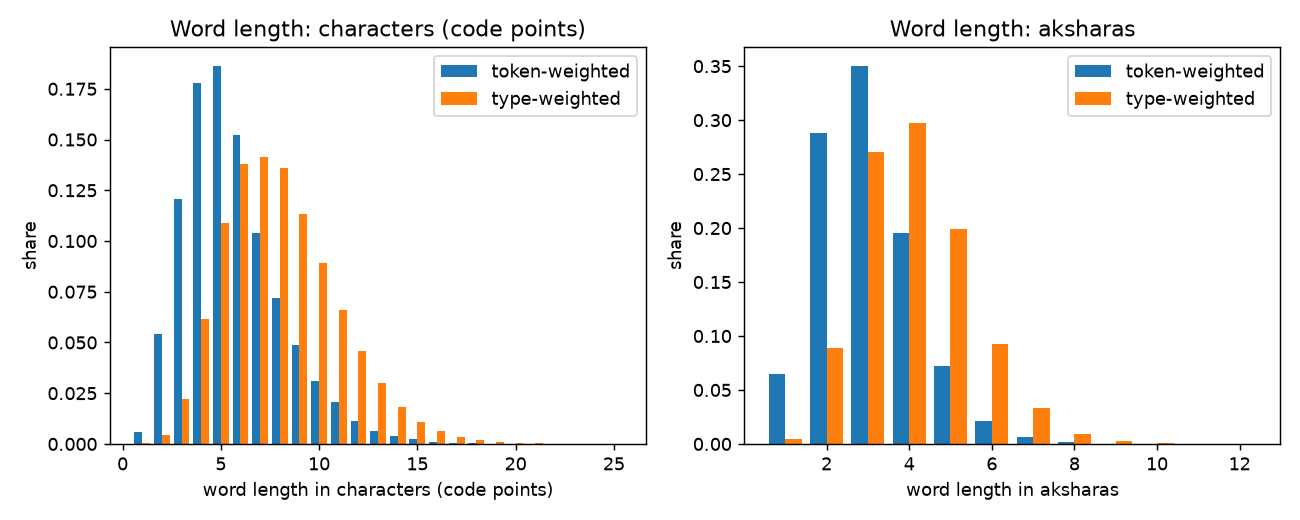 Word length: characters (code points)
token-weighted
type-weighted
0.175
0.150
0.125
0.100
0.075
0.050
0.025
0.000
share
0 5 10 15 20 25
word length in characters (code points)
Word length: aksharas
token-weighted
type-weighted
0.35
0.30
0.25
0.20
0.15
0.10
0.05
0.00
share
2 4 6 8 10 12
word length in aksharas